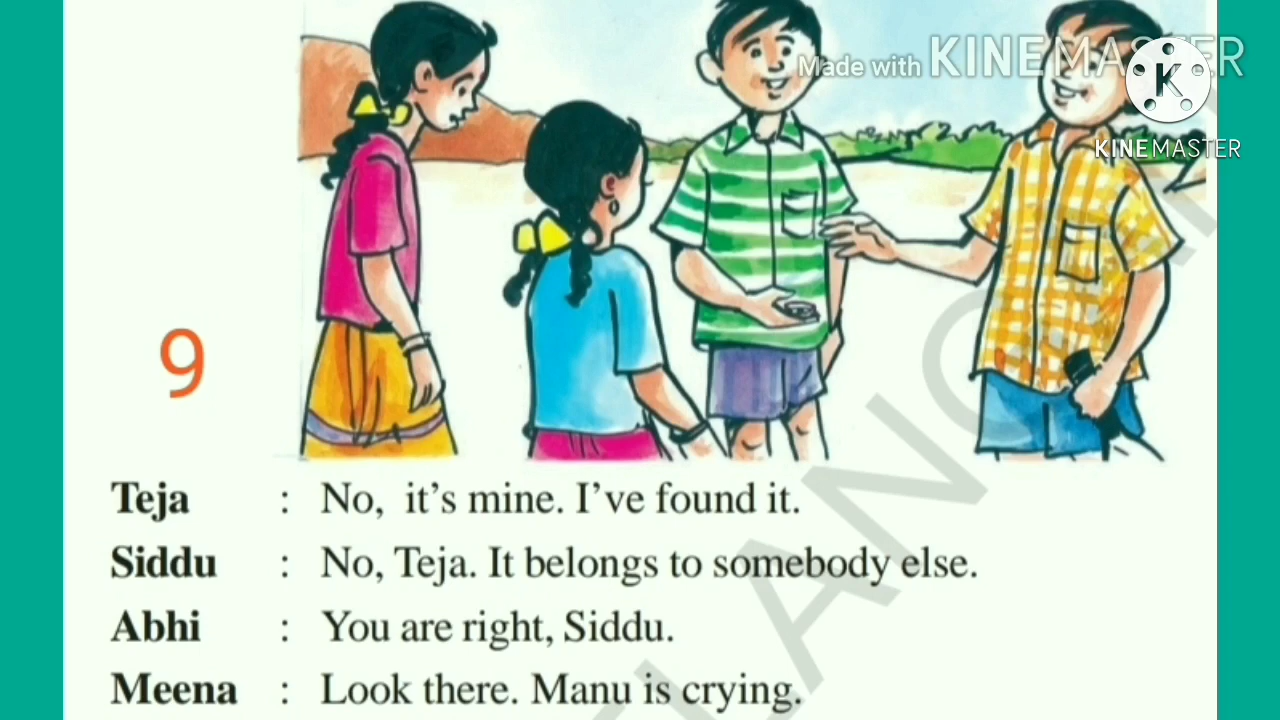 Made with KINEMASTER
K
KINEMASTER
9
Teja : No, it's mine. I've found it.
Siddu : No, Teja. It belongs to somebody else.
Abhi : You are right, Siddu.
Meena : Look there. Manu is crying.